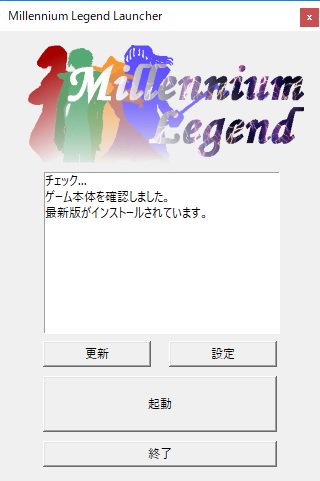 Millennium Legend Launcher
x
Millennium
Legend
チェック...
ゲーム本体を確認しました。
最新版がインストールされています。
更新
設定
起動
終了